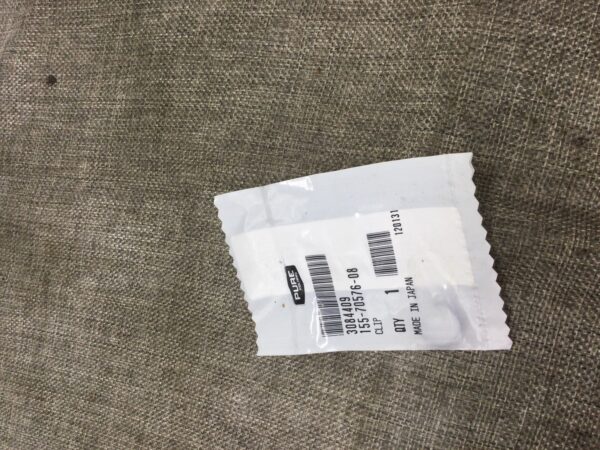 PURE
3084409
155-70576-08
CLIP
QTY 1
MADE IN JAPAN
120131